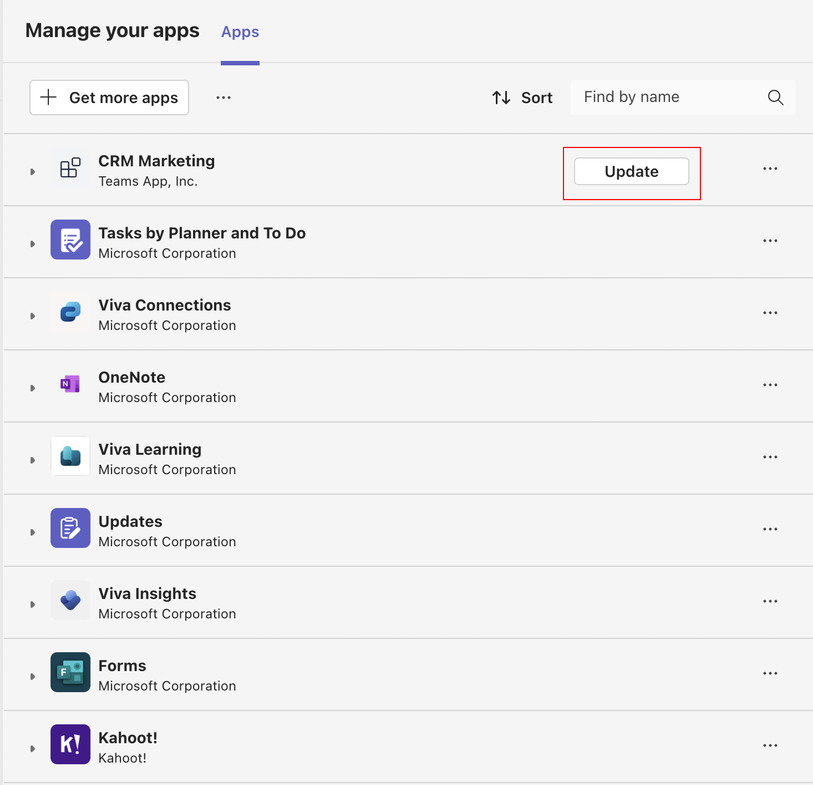 Manage your apps Apps
Get more apps ... Sort Find by name
CRM Marketing
Teams App, Inc.
Update
...
Tasks by Planner and To Do
Microsoft Corporation
...
Viva Connections
Microsoft Corporation
...
N
OneNote
Microsoft Corporation
...
Viva Learning
Microsoft Corporation
...
Updates
Microsoft Corporation
...
Viva Insights
Microsoft Corporation
...
F
Forms
Microsoft Corporation
...
K!
Kahoot!
Kahoot!
...